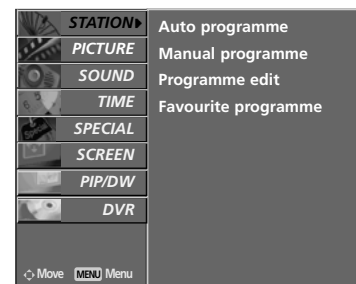 STATION
PICTURE
SOUND
TIME
SPECIAL
SCREEN
PIP/DW
DVR
Move MENU Menu
Auto programme
Manual programme
Programme edit
Favourite programme